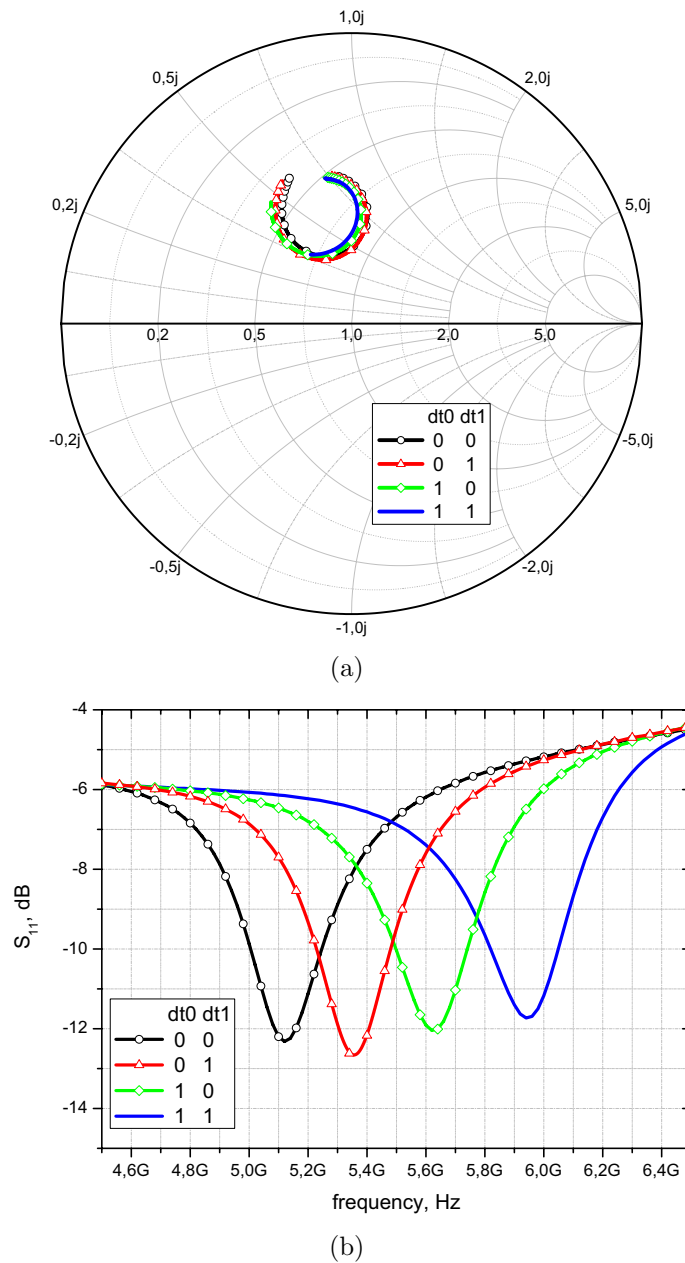 1,0j
0,5j 2,0j
0,2j 5,0j
0,2 0,5 1,0 2,0 5,0
-0,2j -5,0j
-0,5j -2,0j
-1,0j
dt0 dt1
0 0
0 1
1 0
1 1
(a)
-4
-6
-8
-10
-12
-14
S11, dB
dt0 dt1
0 0
0 1
1 0
1 1
4,6G 4,8G 5,0G 5,2G 5,4G 5,6G 5,8G 6,0G 6,2G 6,4G
frequency, Hz
(b)